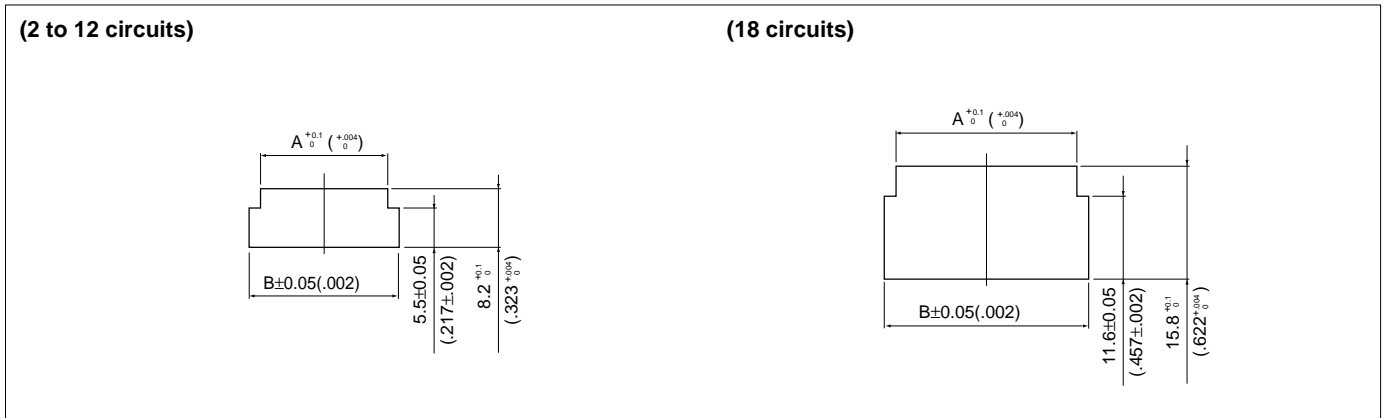 (2 to 12 circuits)
A +0.1 0 ( +.004 0 )
B±0.05(.002)
5.5±0.05
(.217±.002)
8.2 +0.1 0
(.323 +.004 0 )
(18 circuits)
A +0.1 0 ( +.004 0 )
B±0.05(.002)
11.6±0.05
(.457±.002)
15.8 +0.1 0
(.622 +.004 0 )